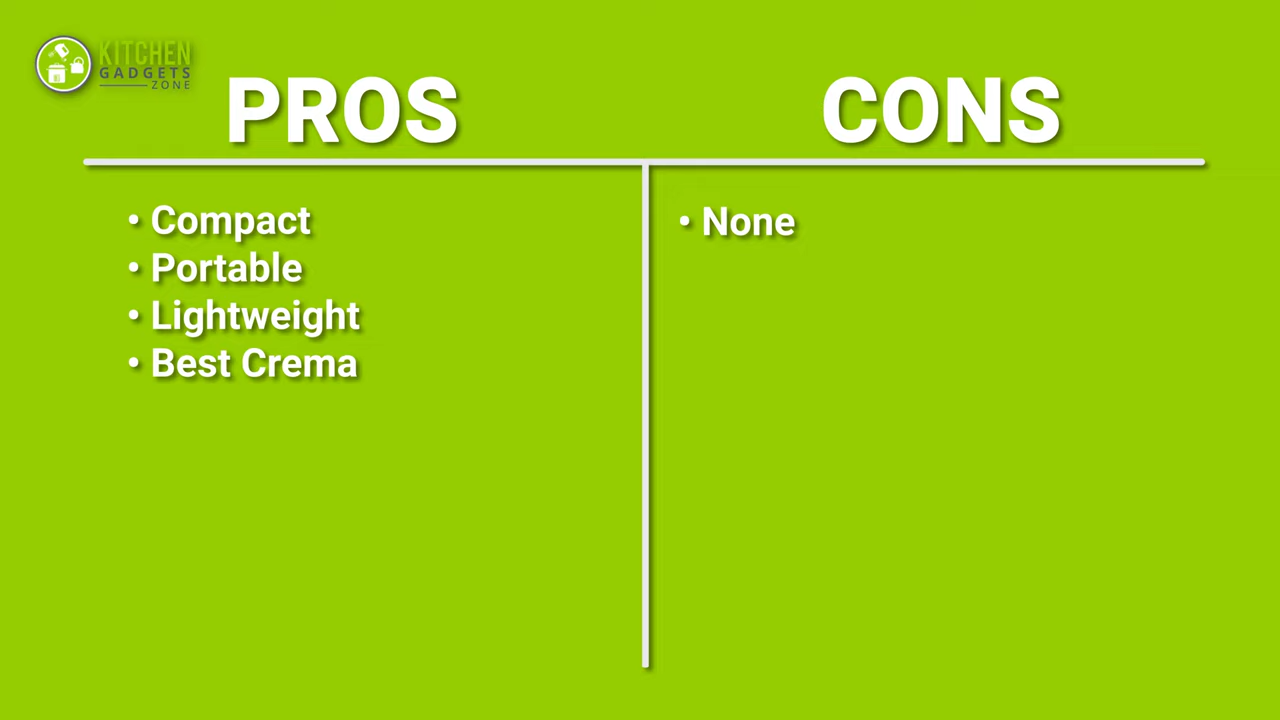 KITCHEN
GADGETS
ZONE
PROS
CONS
• Compact
• Portable
• Lightweight
• Best Crema
• None